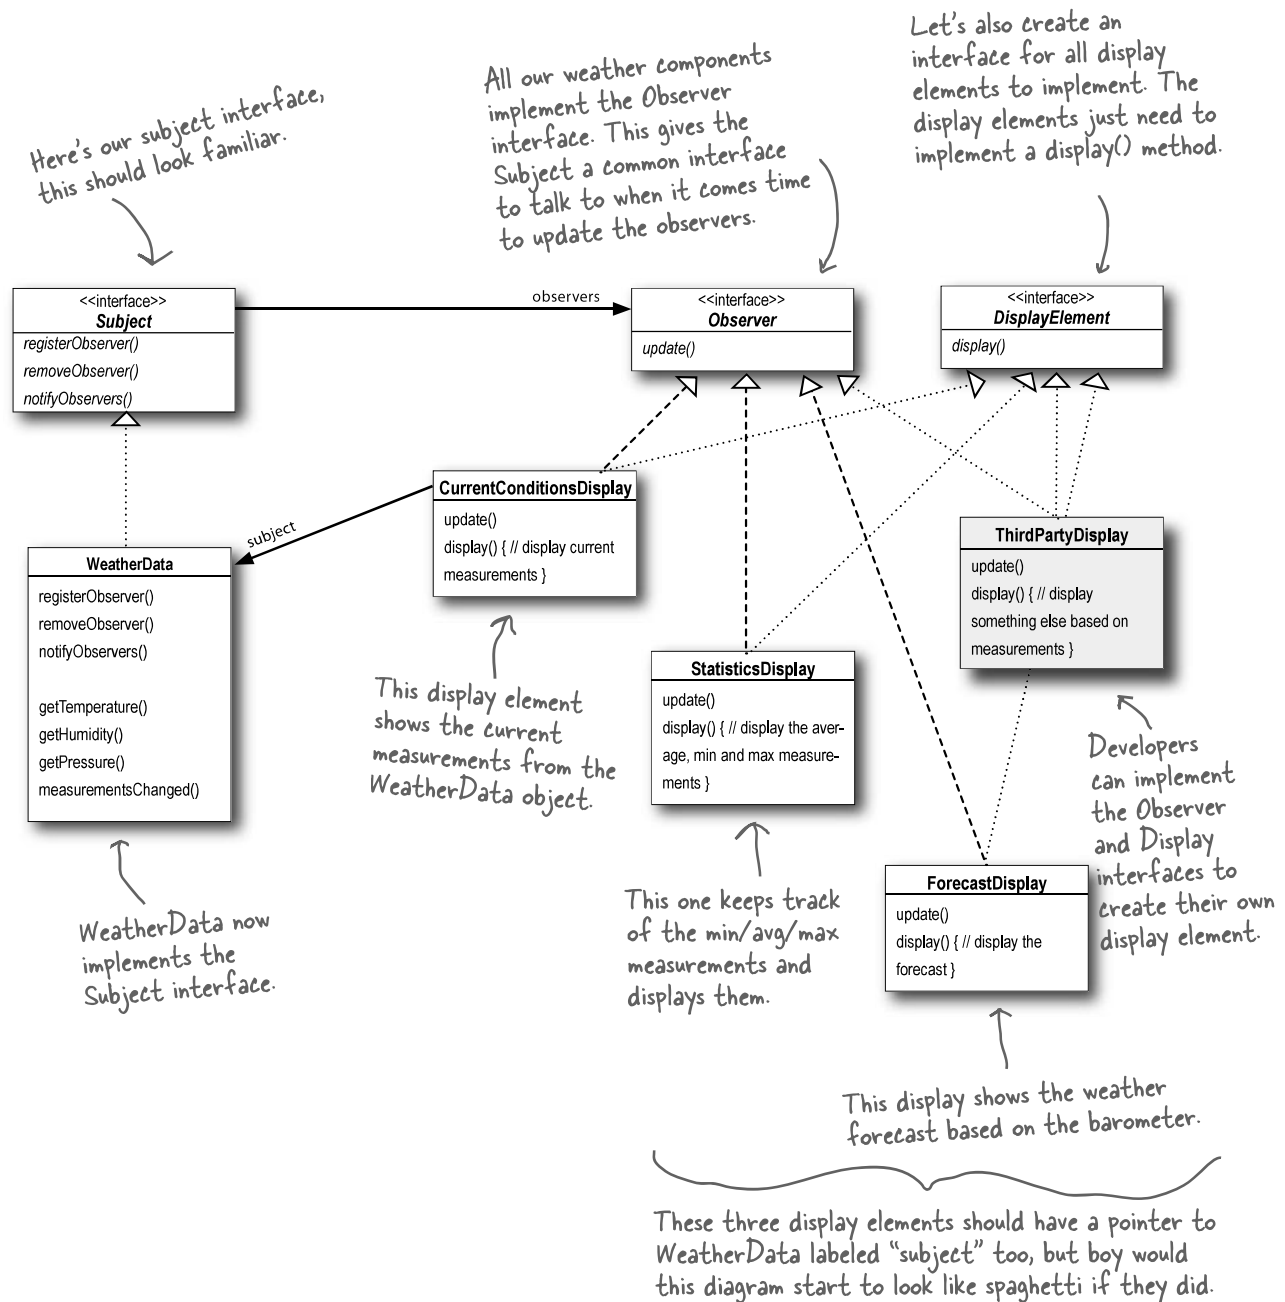 Here's our subject interface,
this should look familiar.
All our weather components
implement the Observer
interface. This gives the
Subject a common interface
to talk to when it comes time
to update the observers.
Let's also create an
interface for all display
elements to implement. The
display elements just need to
implement a display() method.
<<interface>>
Subject
registerObserver()
removeObserver()
notifyObservers()
observers
<<interface>>
Observer
update()
<<interface>>
DisplayElement
display()
subject
WeatherData
registerObserver()
removeObserver()
notifyObservers()
getTemperature()
getHumidity()
getPressure()
measurementsChanged()
CurrentConditionsDisplay
update()
display() { // display current
measurements }
StatisticsDisplay
update()
display() { // display the aver-
age, min and max measure-
ments }
ThirdPartyDisplay
update()
display() { // display
something else based on
measurements }
ForecastDisplay
update()
display() { // display the
forecast }
This display element
shows the current
measurements from the
WeatherData object.
Developers
can implement
the Observer
and Display
interfaces to
create their own
display element.
WeatherData now
implements the
Subject interface.
This one keeps track
of the min/avg/max
measurements and
displays them.
This display shows the weather
forecast based on the barometer.
These three display elements should have a pointer to
WeatherData labeled "subject" too, but boy would
this diagram start to look like spaghetti if they did.